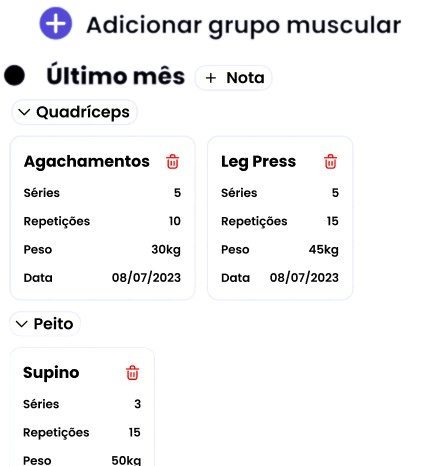 Adicionar grupo muscular
Último mês + Nota
Quadríceps
Agachamentos Leg Press
Séries 5 Séries 5
Repetições 10 Repetições 15
Peso 30kg Peso 45kg
Data 08/07/2023 Data 08/07/2023
Peito
Supino
Séries 3
Repetições 15
Peso 50kg